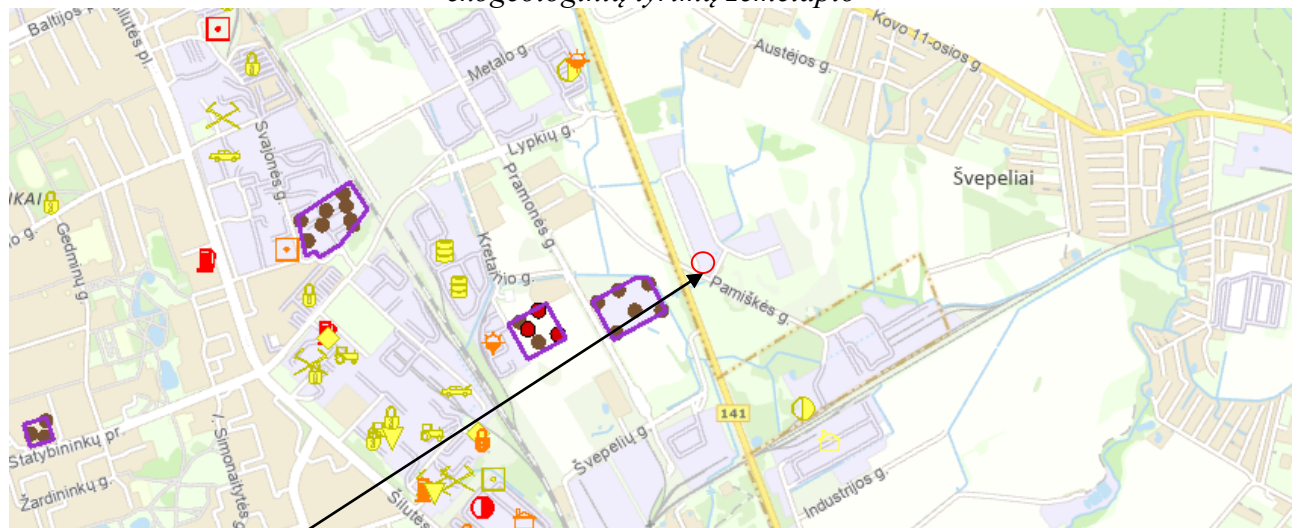 ekogeologinių tyrimų žemėlapio
Baltijos pl.
Šilutės pl.
Metalo g.
Austėjos g.
Kovo 11-osios g.
Svajonės g.
Lypkių g.
Švepeliai
IKAI
o g.
Gedminų g.
Pramonės g.
Kretainio g.
Pamiškės g.
141
Statybininkų pr.
Žardininkų g.
I. Simonaitytės g.
Šilutės
Švepelių g.
Industrijos g.